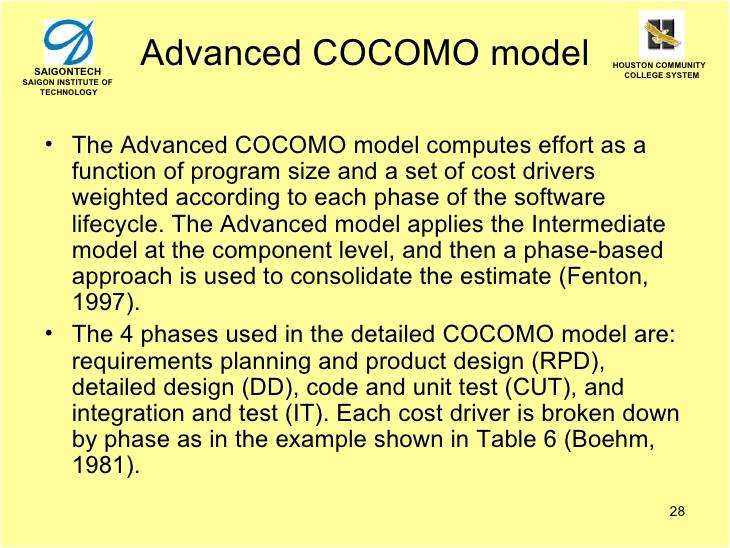 Advanced COCOMO model
SAIGONTECH
SAIGON INSTITUTE OF
TECHNOLOGY
HOUSTON COMMUNITY
COLLEGE SYSTEM
• The Advanced COCOMO model computes effort as a
function of program size and a set of cost drivers
weighted according to each phase of the software
lifecycle. The Advanced model applies the Intermediate
model at the component level, and then a phase-based
approach is used to consolidate the estimate (Fenton,
1997).
• The 4 phases used in the detailed COCOMO model are:
requirements planning and product design (RPD),
detailed design (DD), code and unit test (CUT), and
integration and test (IT). Each cost driver is broken down
by phase as in the example shown in Table 6 (Boehm,
1981).
28